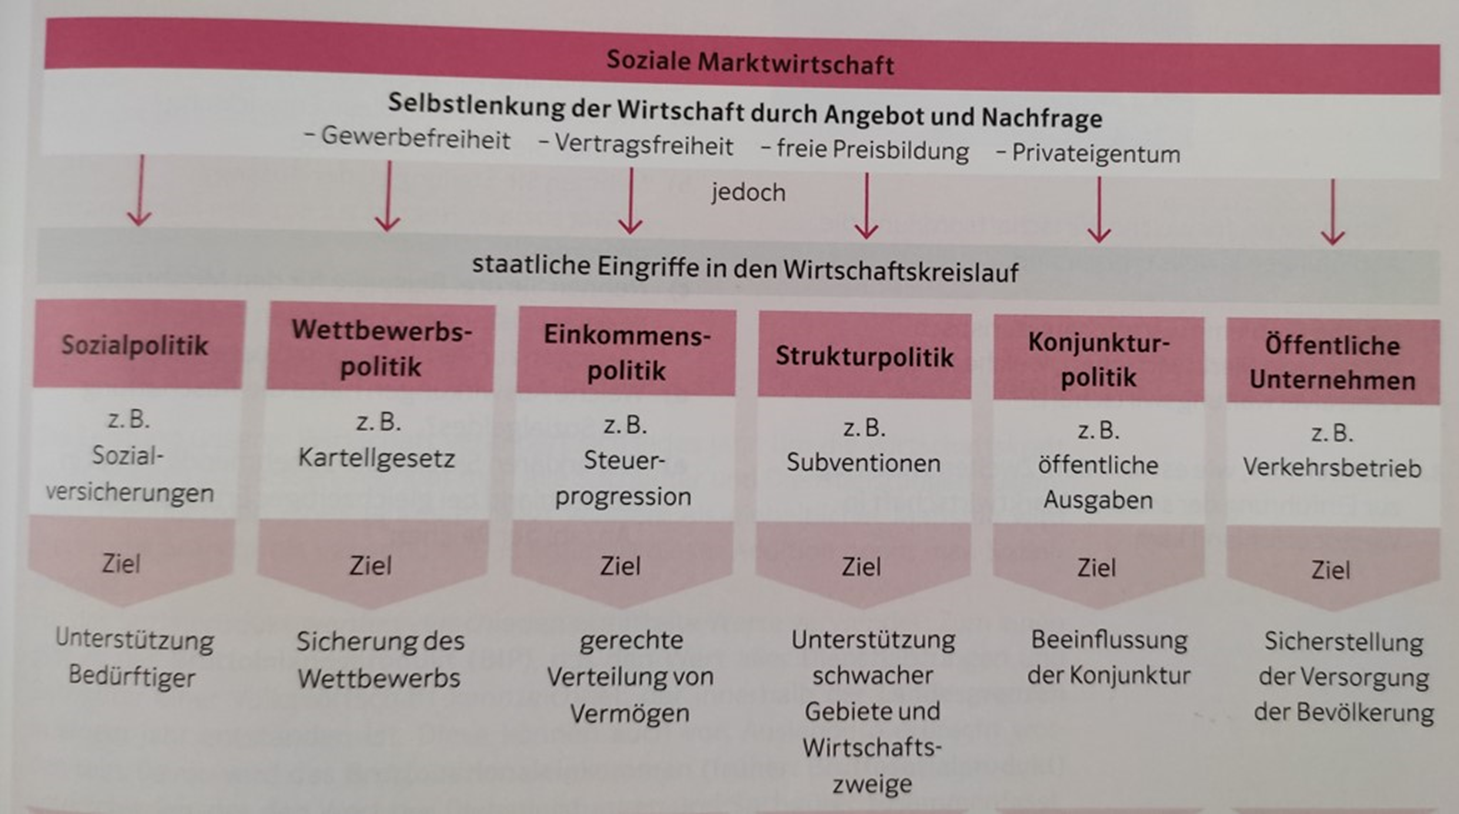 Soziale Marktwirtschaft
Selbstlenkung der Wirtschaft durch Angebot und Nachfrage
– Gewerbefreiheit – Vertragsfreiheit – freie Preisbildung – Privateigentum
jedoch
staatliche Eingriffe in den Wirtschaftskreislauf
Sozialpolitik
z. B.
Sozial-
versicherungen
Ziel
Unterstützung
Bedürftiger
Wettbewerbs-
politik
z. B.
Kartellgesetz
Ziel
Sicherung des
Wettbewerbs
Einkommens-
politik
z. B.
Steuer-
progression
Ziel
gerechte
Verteilung von
Vermögen
Strukturpolitik
z. B.
Subventionen
Ziel
Unterstützung
schwacher
Gebiete und
Wirtschafts-
zweige
Konjunktur-
politik
z. B.
öffentliche
Ausgaben
Ziel
Beeinflussung
der Konjunktur
Öffentliche
Unternehmen
z. B.
Verkehrsbetrieb
Ziel
Sicherstellung
der Versorgung
der Bevölkerung